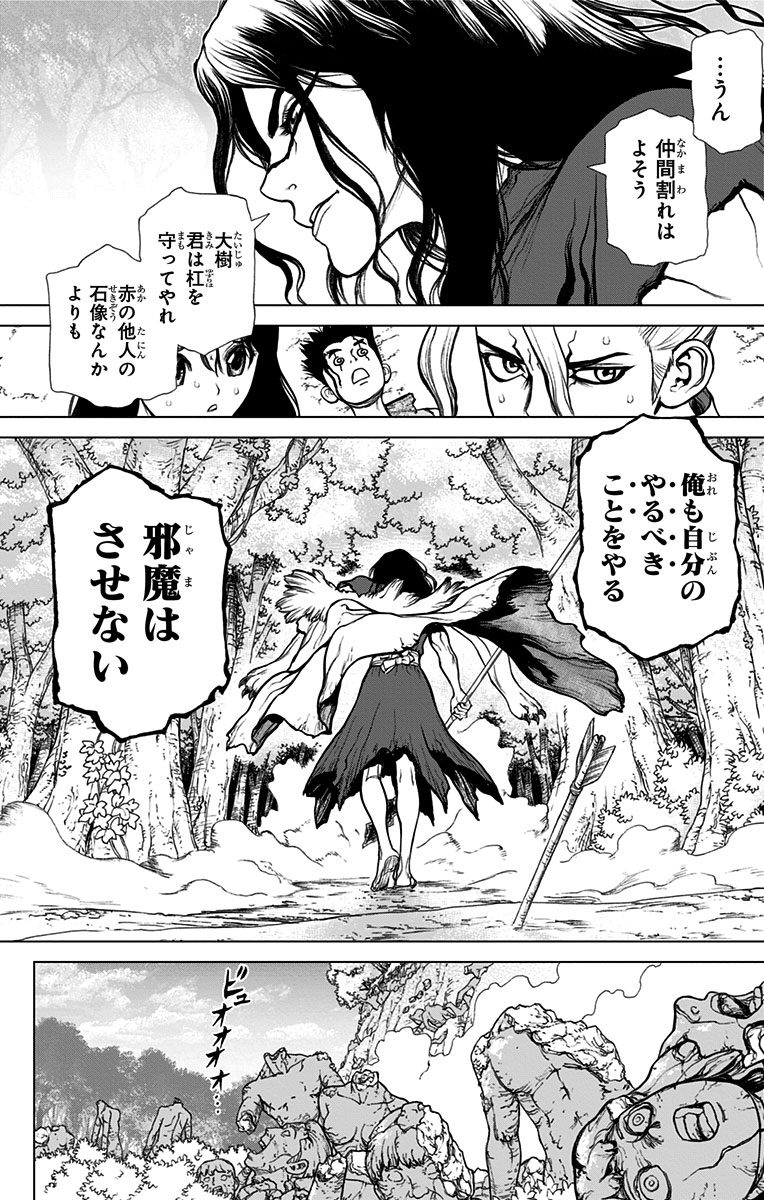 …うん
仲間割れは
よそう
大樹
君は杠を
守ってやれ
赤の他人の
石像なんか
よりも
俺も自分の
やるべき
ことをやる
邪魔は
させない
ビュオオオオ